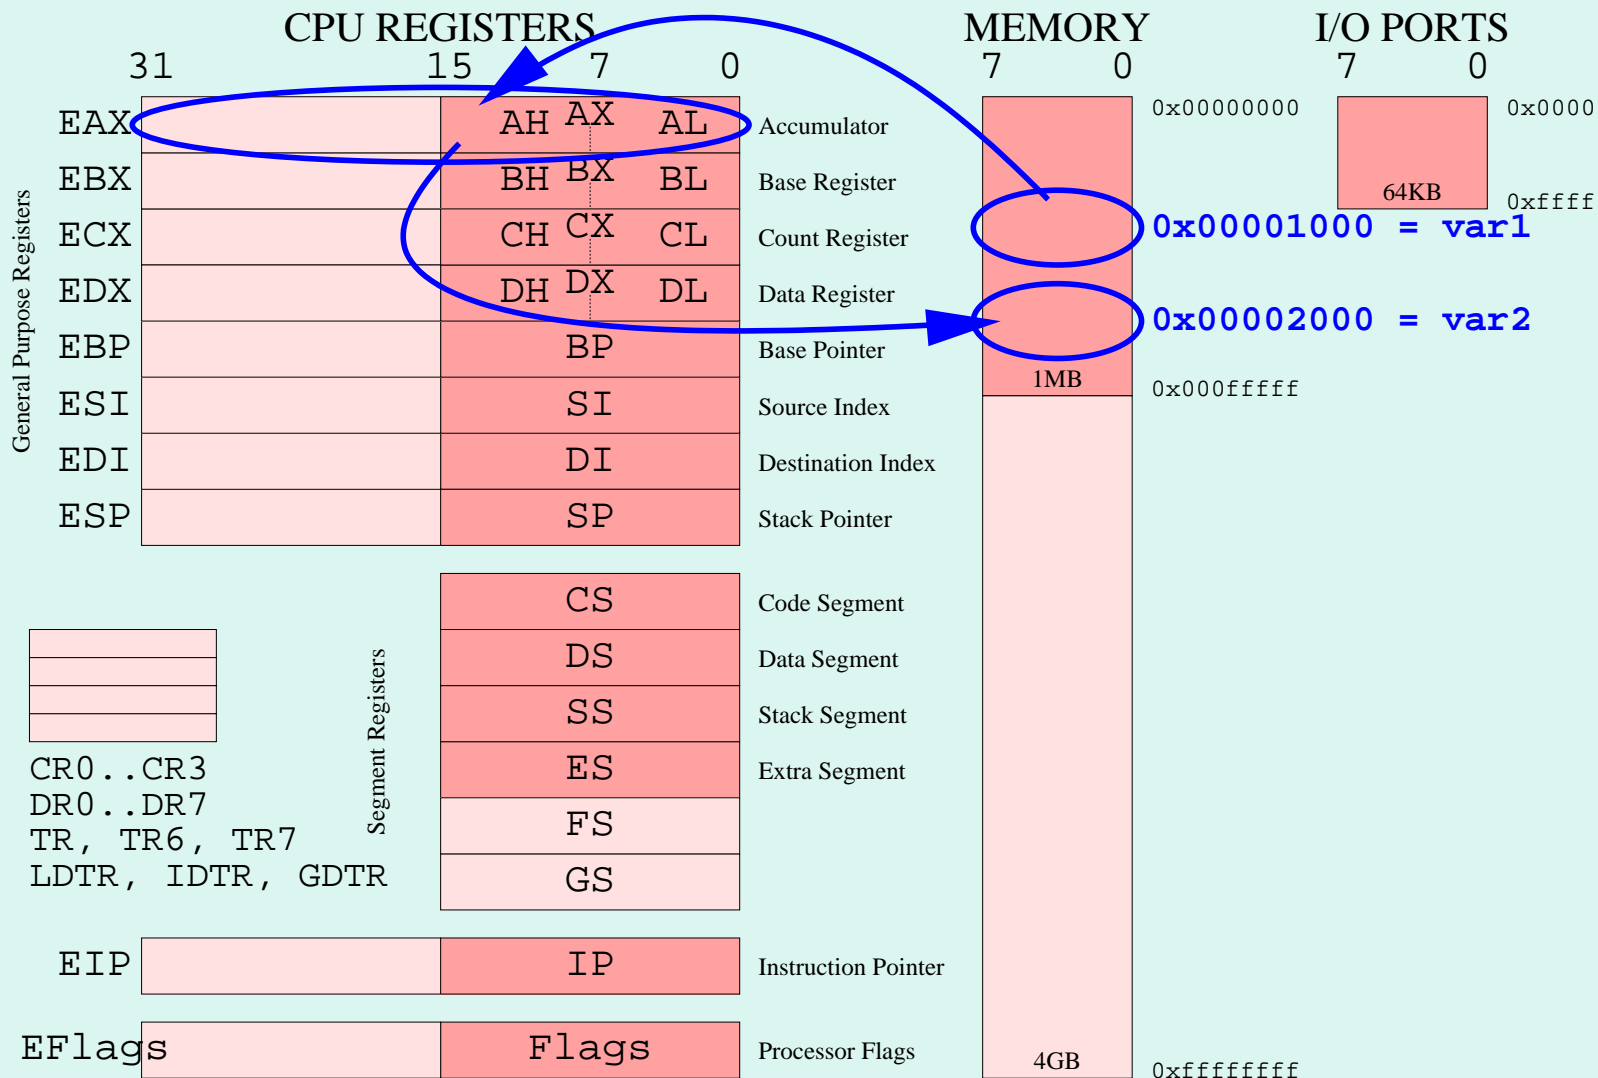 CPU REGISTERS MEMORY I/O PORTS
31 15 7 0 7 0 7 0
General Purpose Registers
EAX AH AX AL Accumulator
EBX BH BX BL Base Register
ECX CH CX CL Count Register
EDX DH DX DL Data Register
EBP BP Base Pointer
ESI SI Source Index
EDI DI Destination Index
ESP SP Stack Pointer
Segment Registers
CS Code Segment
DS Data Segment
SS Stack Segment
ES Extra Segment
FS
GS
CR0..CR3
DR0..DR7
TR, TR6, TR7
LDTR, IDTR, GDTR
EIP IP Instruction Pointer
EFlags Flags Processor Flags
0x00000000
0x00001000 = var1
0x00002000 = var2
1MB
0x000fffff
4GB
0xffffffff
0x0000
64KB
0xffff